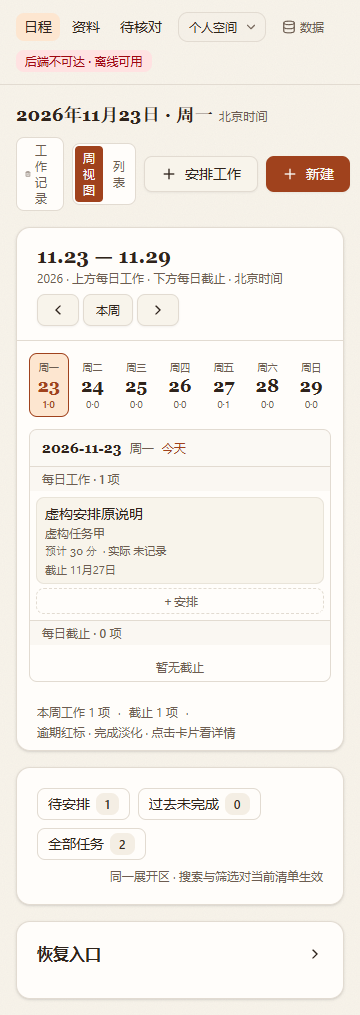 日程 资料 待核对 个人空间 数据
后端不可达 · 离线可用
2026年11月23日 · 周一 北京时间
工作记录 周视图 列表 安排工作 新建
11.23 — 11.29
2026 · 上方每日工作 · 下方每日截止 · 北京时间
本周
周一 周二 周三 周四 周五 周六 周日
23 24 25 26 27 28 29
1·0 0·0 0·0 0·0 0·1 0·0 0·0
2026-11-23 周一 今天
每日工作 · 1 项
虚构安排原说明
虚构任务甲
预计 30 分 · 实际 未记录
截止 11月27日
+ 安排
每日截止 · 0 项
暂无截止
本周工作 1 项 · 截止 1 项 ·
逾期红标 · 完成淡化 · 点击卡片看详情
待安排 1 过去未完成 0
全部任务 2
同一展开区 · 搜索与筛选对当前清单生效
恢复入口